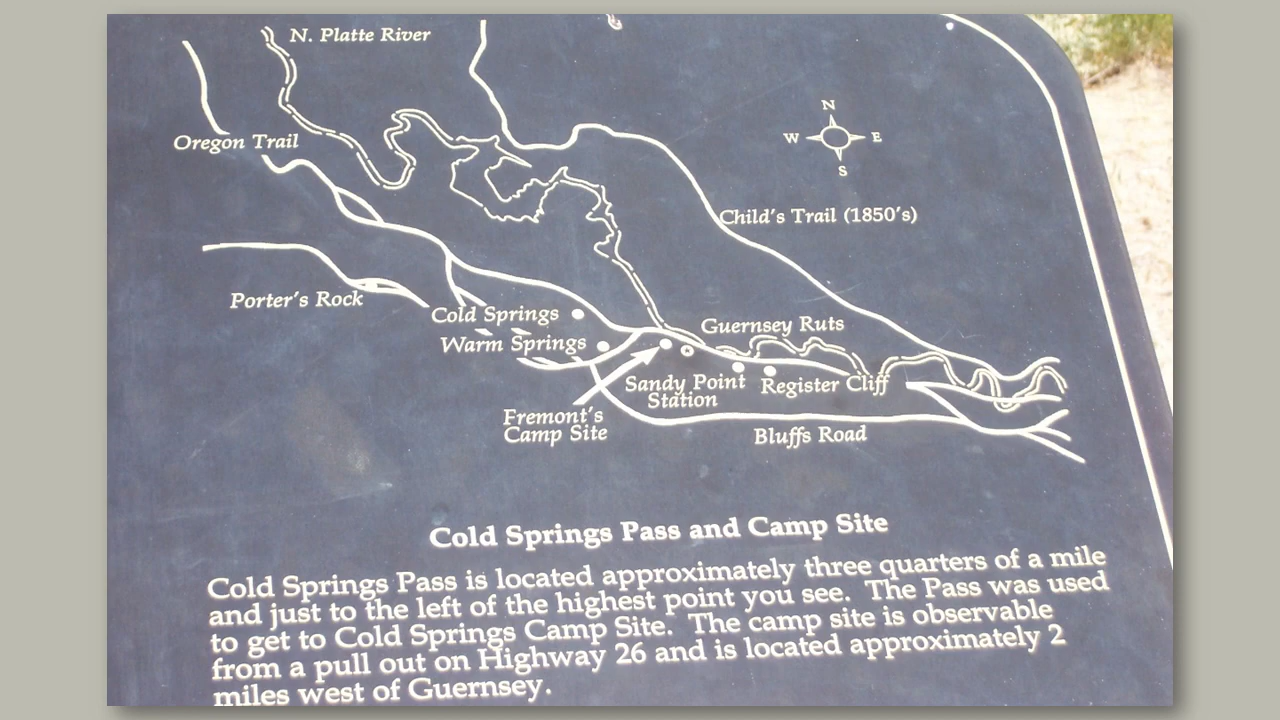 N. Platte River
Oregon Trail
N
W E
S
Child's Trail (1850's)
Porter's Rock
Cold Springs
Warm Springs
Guernsey Ruts
Sandy Point
Station
Register Cliff
Fremont's
Camp Site
Bluffs Road
Cold Springs Pass and Camp Site
Cold Springs Pass is located approximately three quarters of a mile
and just to the left of the highest point you see. The Pass was used
to get to Cold Springs Camp Site. The camp site is observable
from a pull out on Highway 26 and is located approximately 2
miles west of Guernsey.